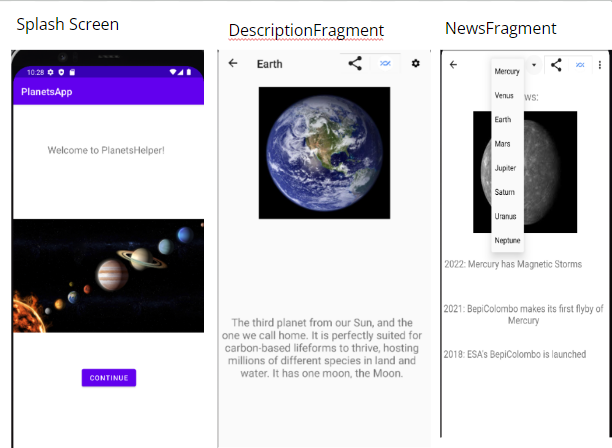 Splash Screen
DescriptionFragment
NewsFragment
10:28
PlanetsApp
Welcome to PlanetsHelper!
CONTINUE
Earth
The third planet from our Sun, and the
one we call home. It is perfectly suited for
carbon-based lifeforms to thrive, hosting
millions of different species in land and
water. It has one moon, the Moon.
Mercury
Venus
Earth
Mars
Jupiter
Saturn
Uranus
Neptune
ws:
2022: Mercury has Magnetic Storms
2021: BepiColombo makes its first flyby of
Mercury
2018: ESA's BepiColombo is launched